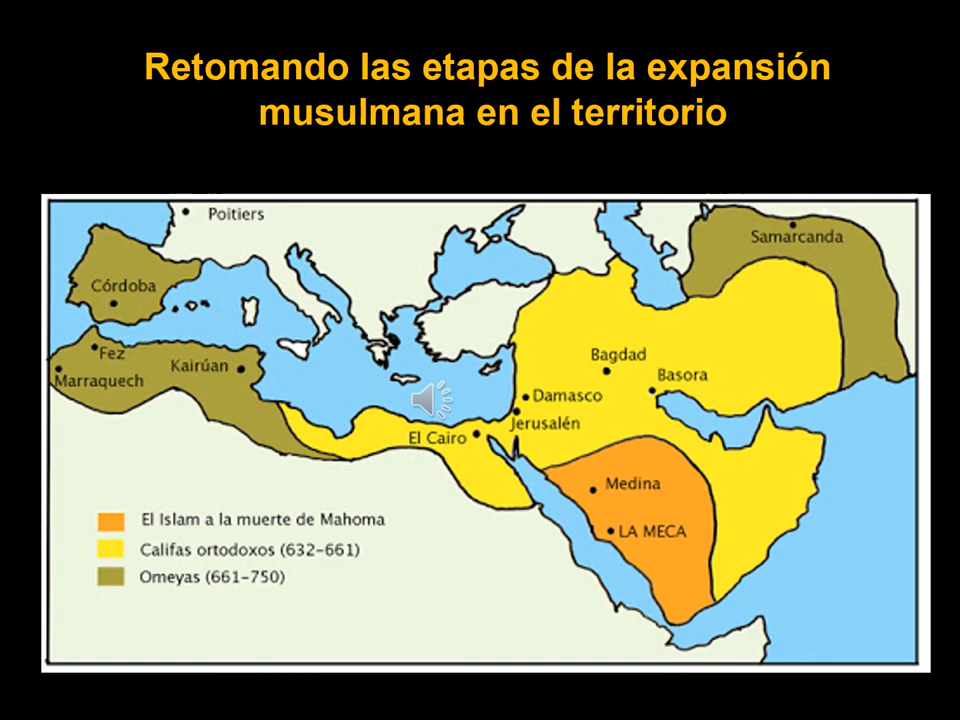 Retomando las etapas de la expansión
musulmana en el territorio
Poitiers
Samarcanda
Córdoba
Fez
Kairúan
Marraquech
Bagdad
Basora
Damasco
Jerusalén
El Cairo
Medina
LA MECA
El Islam a la muerte de Mahoma
Califas ortodoxos (632-661)
Omeyas (661-750)